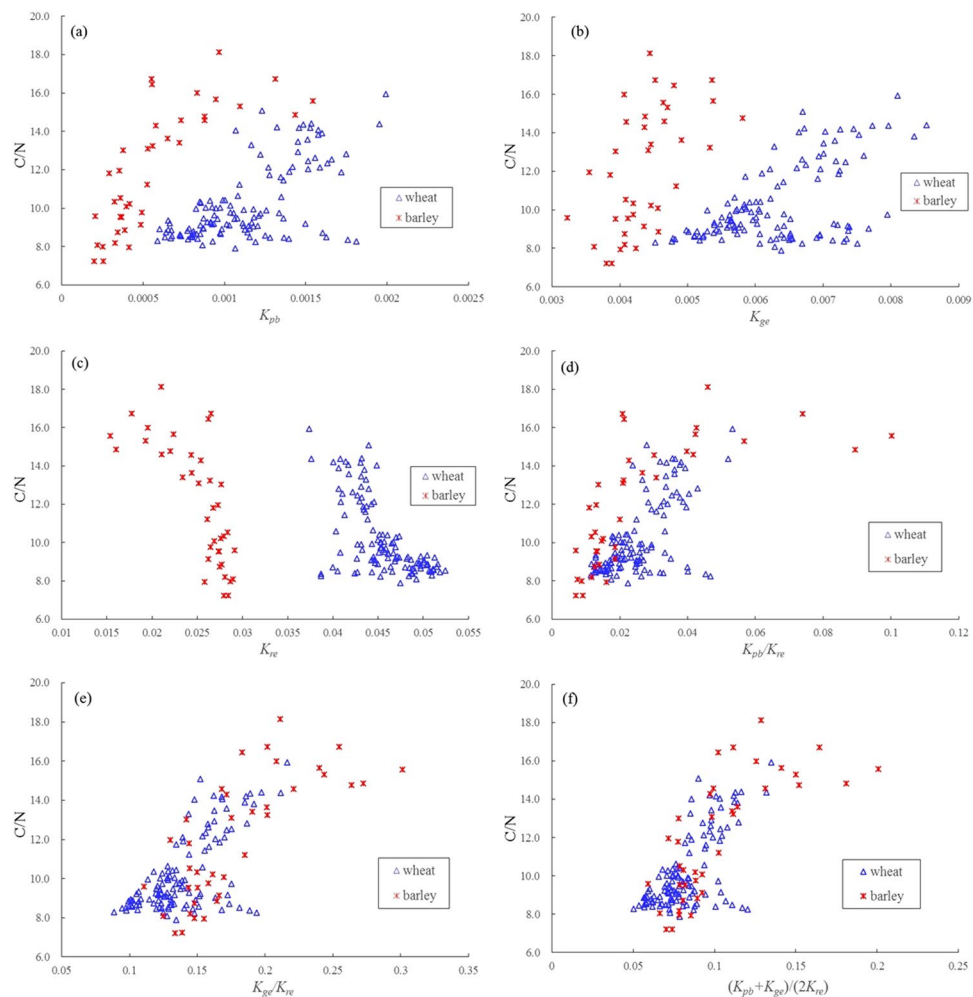 (a)
20.0
18.0
16.0
14.0
12.0
10.0
8.0
6.0
C/N
0 0.0005 0.001 0.0015 0.002 0.0025
Kpb
wheat
barley
(b)
20.0
18.0
16.0
14.0
12.0
10.0
8.0
6.0
C/N
0.003 0.004 0.005 0.006 0.007 0.008 0.009
Kge
wheat
barley
(c)
20.0
18.0
16.0
14.0
12.0
10.0
8.0
6.0
C/N
0.01 0.015 0.02 0.025 0.03 0.035 0.04 0.045 0.05 0.055
Kre
wheat
barley
(d)
20.0
18.0
16.0
14.0
12.0
10.0
8.0
6.0
C/N
0 0.02 0.04 0.06 0.08 0.1 0.12
Kpb/Kre
wheat
barley
(e)
20.0
18.0
16.0
14.0
12.0
10.0
8.0
6.0
C/N
0.05 0.1 0.15 0.2 0.25 0.3 0.35
Kge/Kre
wheat
barley
(f)
20.0
18.0
16.0
14.0
12.0
10.0
8.0
6.0
C/N
0 0.05 0.1 0.15 0.2 0.25
(Kpb+Kge)/(2Kre)
wheat
barley